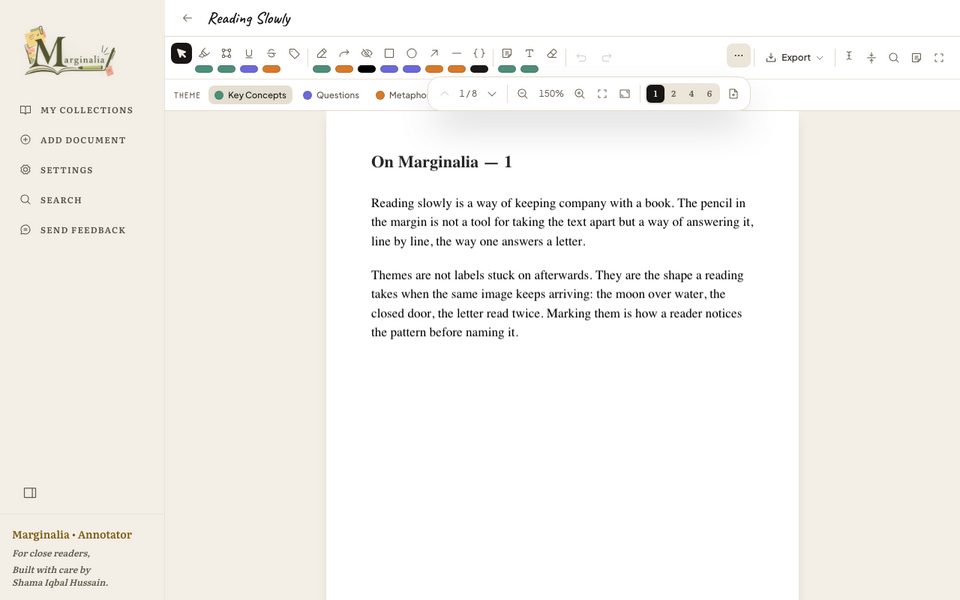 Reading Slowly
Marginalia
MY COLLECTIONS
ADD DOCUMENT
SETTINGS
SEARCH
SEND FEEDBACK
Export
THEME Key Concepts Questions Metapho
1/8 150% 1 2 4 6
On Marginalia — 1
Reading slowly is a way of keeping company with a book. The pencil in
the margin is not a tool for taking the text apart but a way of answering it,
line by line, the way one answers a letter.
Themes are not labels stuck on afterwards. They are the shape a reading
takes when the same image keeps arriving: the moon over water, the
closed door, the letter read twice. Marking them is how a reader notices
the pattern before naming it.
Marginalia • Annotator
For close readers,
Built with care by
Shama Iqbal Hussain.